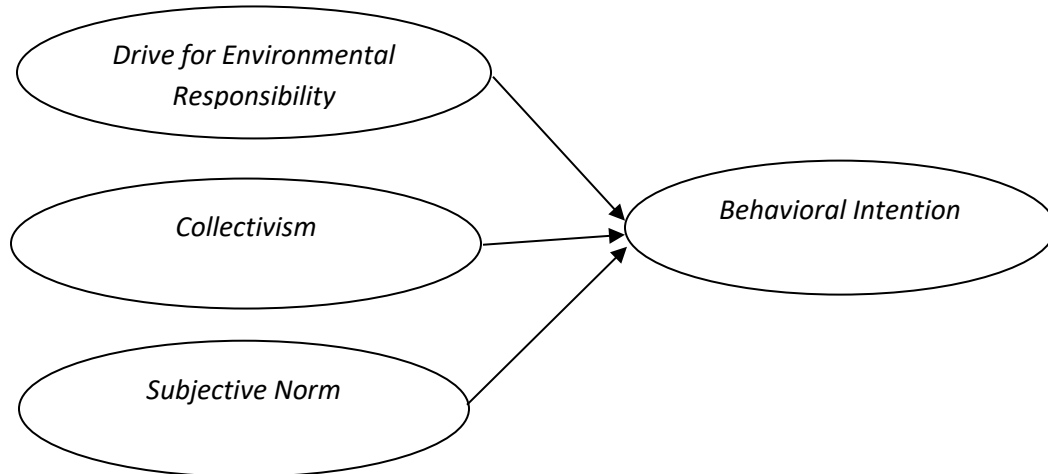 Drive for Environmental
Responsibility
Collectivism
Behavioral Intention
Subjective Norm